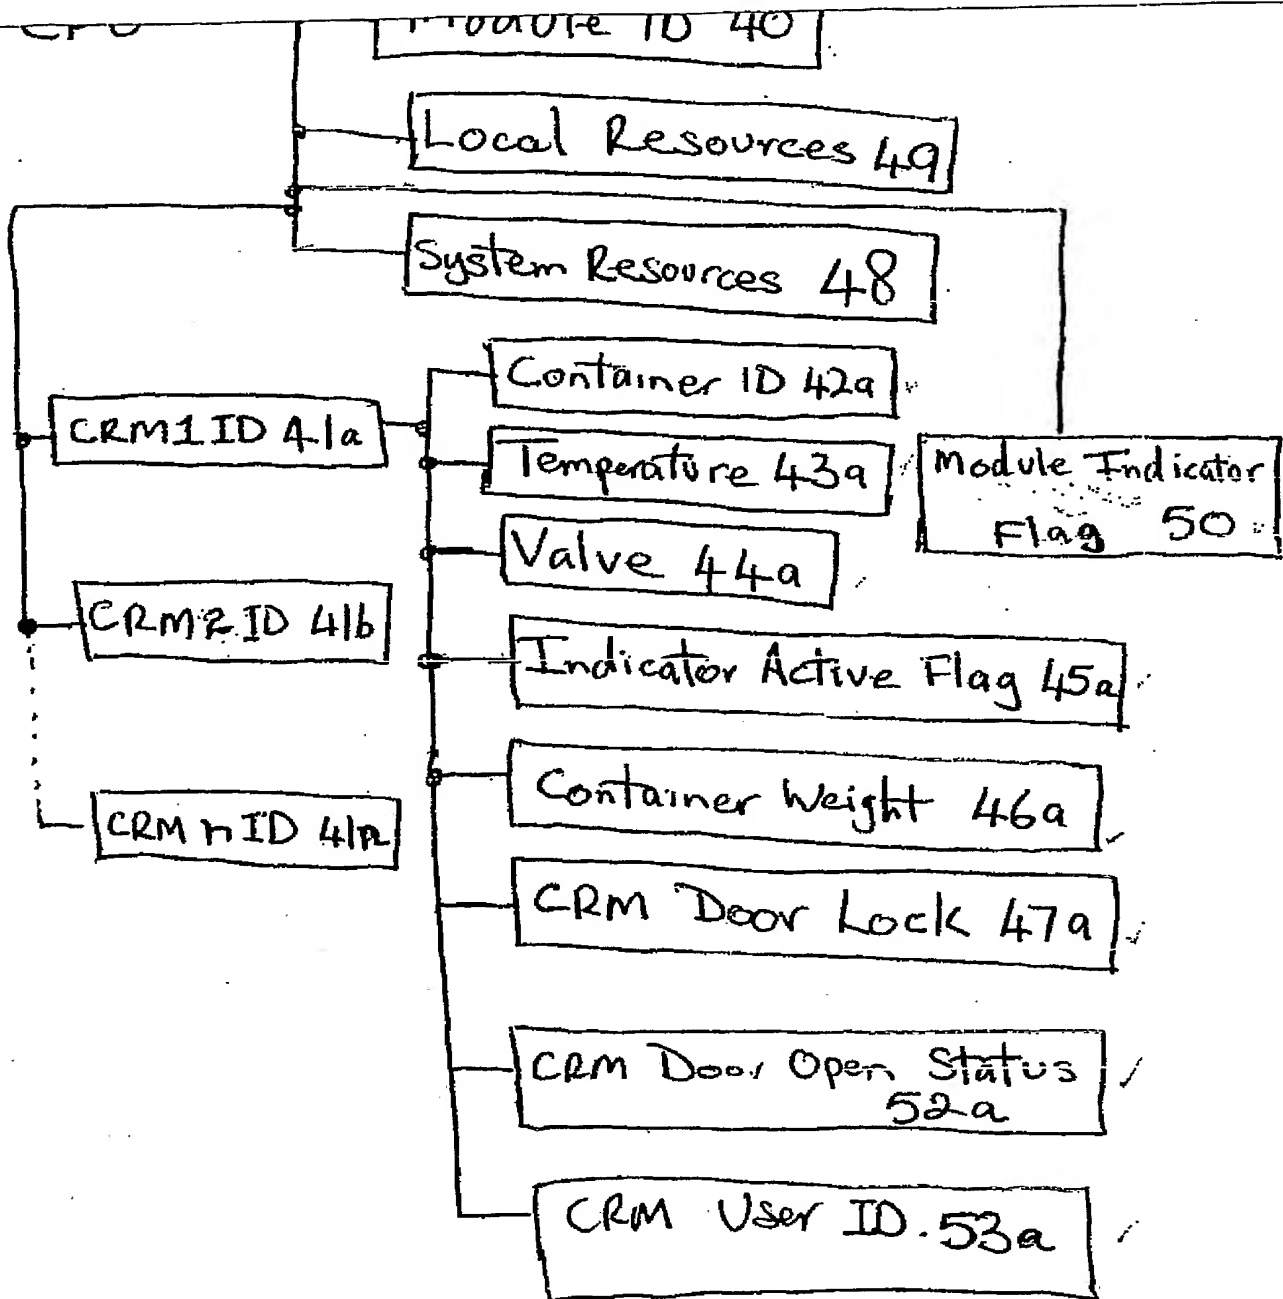 CPU
Module ID 40
Local Resources 49
System Resources 48
Container ID 42a
CRM1 ID 41a
Temperature 43a
Module Indicator
Flag 50
Valve 44a
CRM2 ID 41b
Indicator Active Flag 45a
Container Weight 46a
CRM n ID 41n
CRM Door Lock 47a
CRM Door Open Status
52a
CRM User ID. 53a